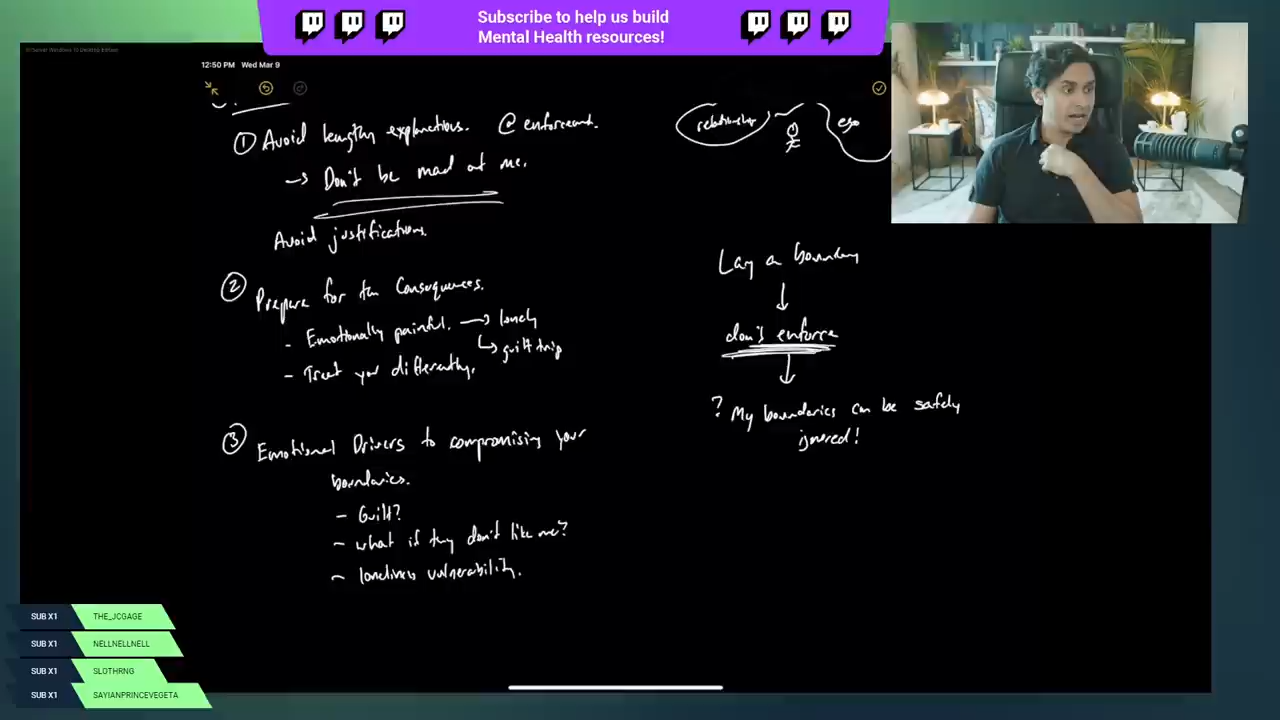 Subscribe to help us build
Mental Health resources!
12:50 PM Wed Mar 9
① Avoid lengthy explanations. @ enforcement.
→ Don't be mad at me.
Avoid justifications.
② Prepare for the Consequences.
- Emotionally painful. → lonely
↳ guilt trip
- Treat you differently.
③ Emotional Drivers to compromising your
boundaries.
- Guilt?
- what if they don't like me?
- loneliness vulnerability.
relationship
ego
Lay a boundary
↓
don't enforce
↓
? My boundaries can be safely
ignored!
SUB X1 THE_JCGAGE
SUB X1 NELLNELLNELL
SUB X1 SLOTHRNG
SUB X1 SAYIANPRINCEVEGETA